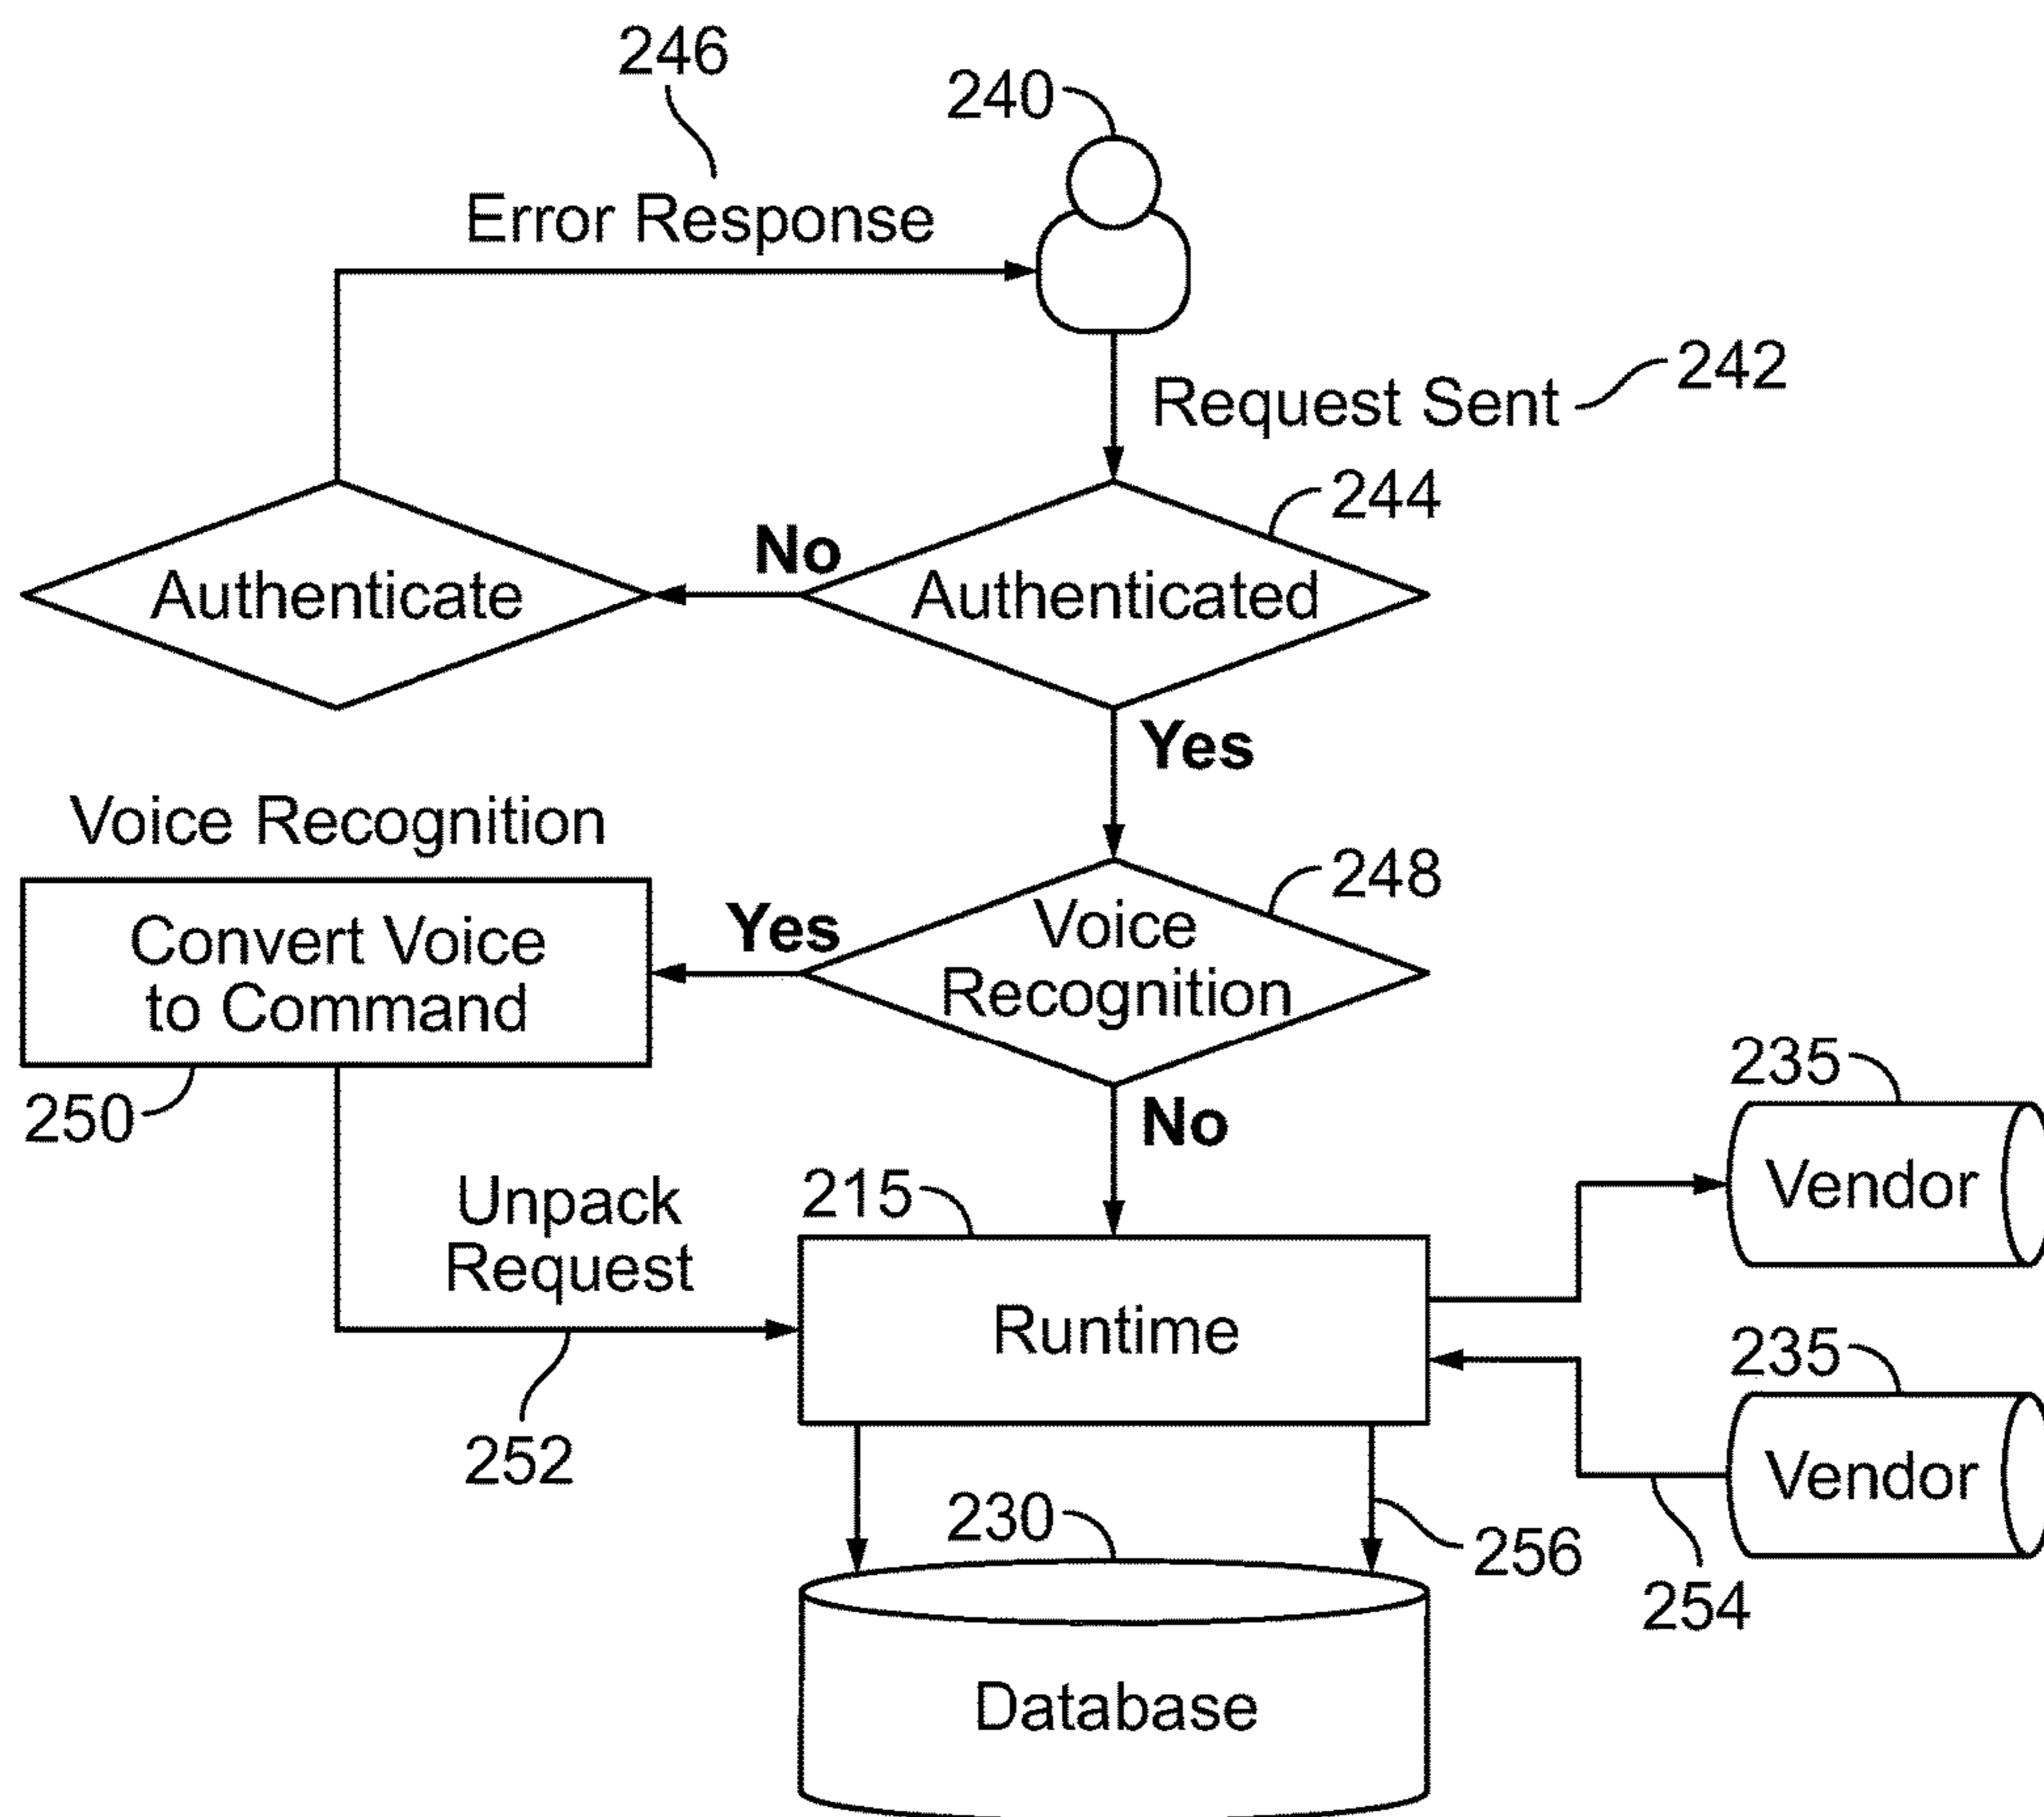 246
240
Error Response
Request Sent
242
244
No
Authenticate
Authenticated
Yes
Voice Recognition
248
Convert Voice
to Command
Yes
Voice
Recognition
250
No
235
Vendor
215
Unpack
Request
Runtime
235
Vendor
252
230
256
254
Database